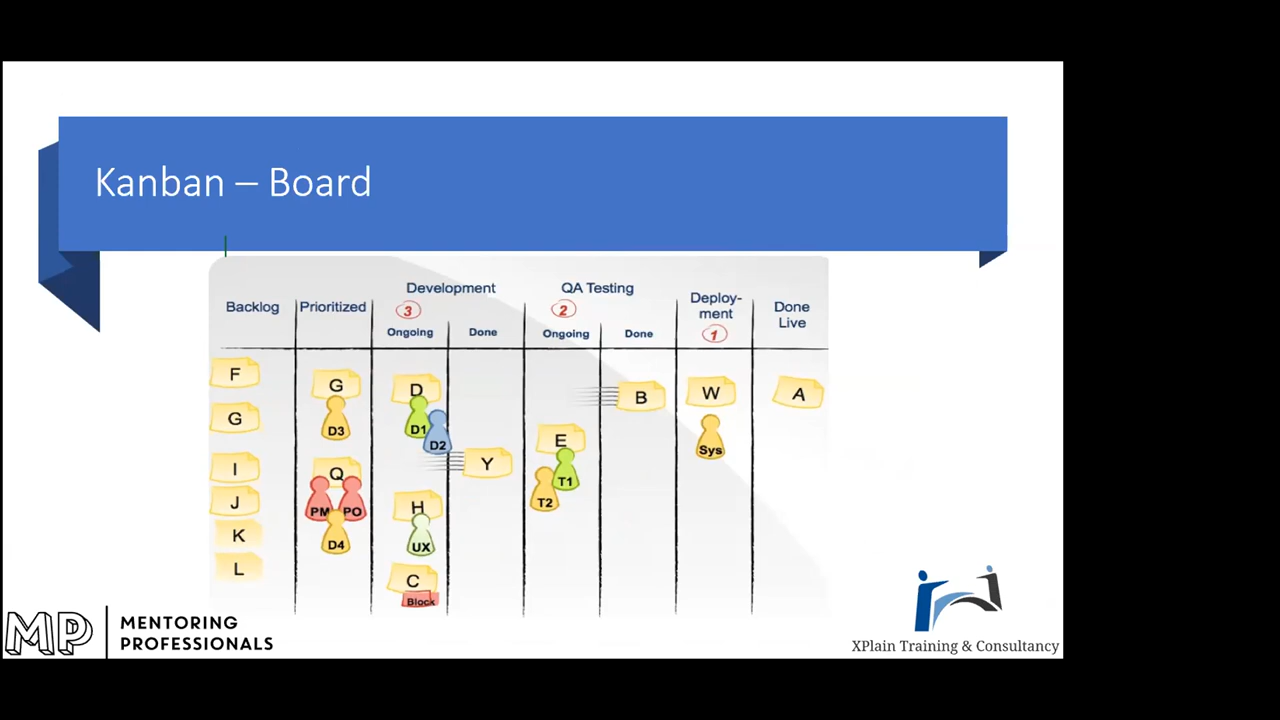 Kanban – Board
Development
QA Testing
Backlog
Prioritized
3
2
Deploy-
ment
1
Done
Live
Ongoing
Done
Ongoing
Done
F
G
D
B
W
A
D3
D1
D2
G
E
Sys
I
Q
Y
T1
J
PM
PO
H
T2
K
D4
UX
L
C
Block
MP
MENTORING
PROFESSIONALS
XPlain Training & Consultancy